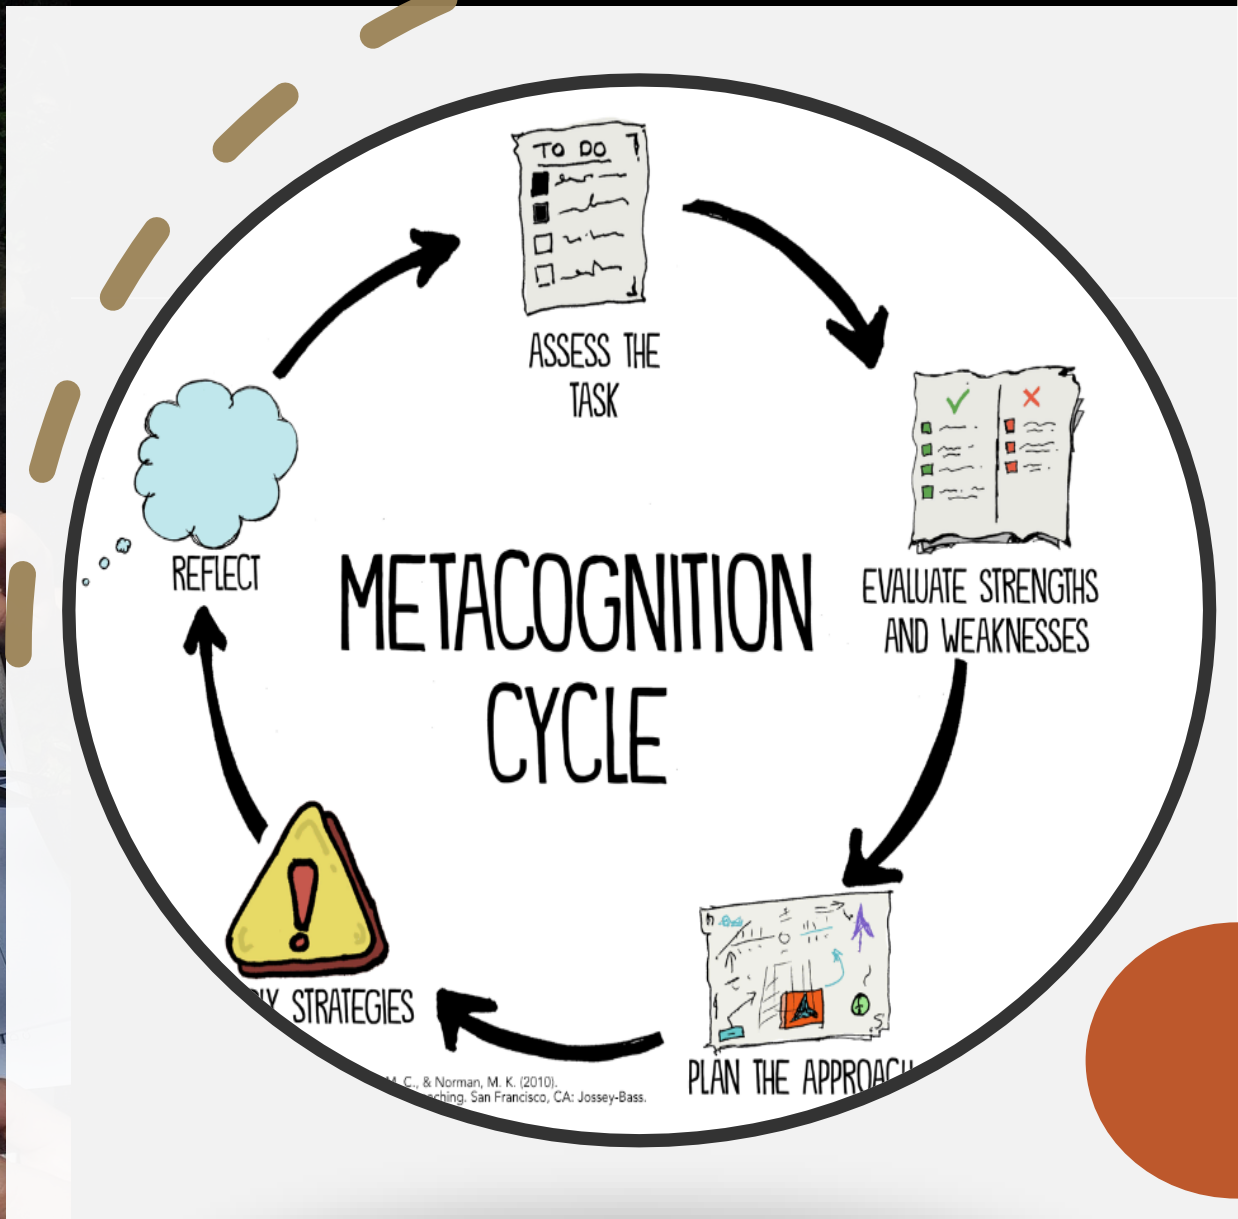 TO DO
ASSESS THE
TASK
EVALUATE STRENGTHS
AND WEAKNESSES
REFLECT
METACOGNITION
CYCLE
STRATEGIES
PLAN THE APPROACH
C., & Norman, M. K. (2010).
San Francisco, CA: Jossey-Bass.